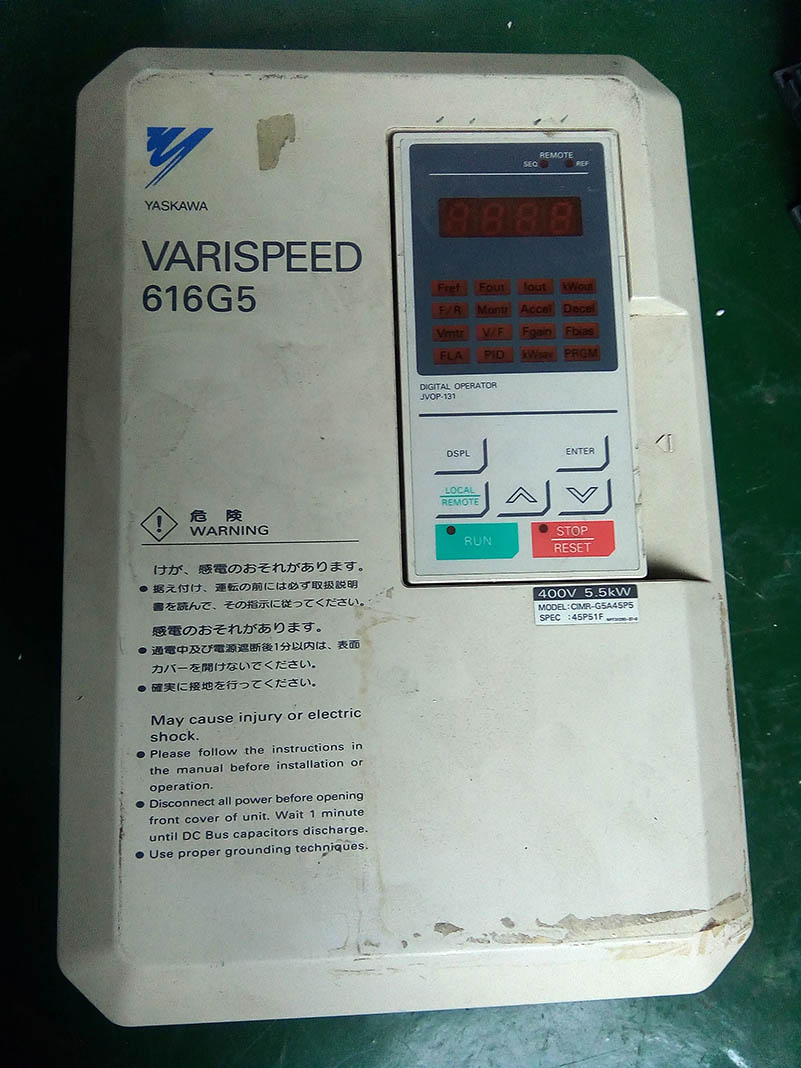 YASKAWA
VARISPEED
616G5
REMOTE
SEQ REF
8888
Fref Fout Iout kWout
F/R Montr Accel Decel
Vmtr V/F Fgain Fbias
FLA PID kWsav PRGM
DIGITAL OPERATOR
JVOP-131
DSPL
ENTER
LOCAL
REMOTE
RUN
STOP
RESET
400V 5.5kW
MODEL:CIMR-G5A45P5
SPEC :45P51F
危険
WARNING
けが、感電のおそれがあります。
● 据え付け、運転の前には必ず取扱説明
書を読んで、その指示に従ってください。
感電のおそれがあります。
● 通電中及び電源遮断後1分以内は、表面
カバーを開けないでください。
● 確実に接地を行ってください。
May cause injury or electric
shock.
● Please follow the instructions in
the manual before installation or
operation.
● Disconnect all power before opening
front cover of unit. Wait 1 minute
until DC Bus capacitors discharge.
● Use proper grounding techniques.